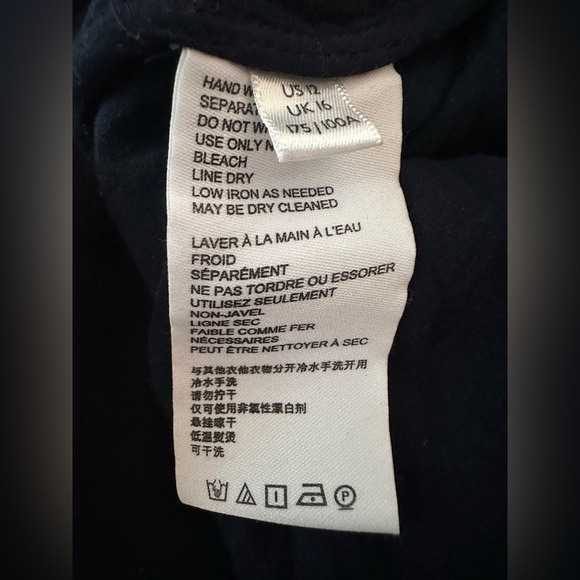 US 12
UK 16
175 | 100A
HAND
SEPARAT
DO NOT W
USE ONLY N
BLEACH
LINE DRY
LOW IRON AS NEEDED
MAY BE DRY CLEANED
LAVER À LA MAIN À L'EAU
FROID
SÉPARÉMENT
NE PAS TORDRE OU ESSORER
UTILISEZ SEULEMENT
NON-JAVEL
LIGNE SEC
FAIBLE COMME FER
NÉCESSAIRES
PEUT ÊTRE NETTOYER À SEC
与其他衣他衣物分开冷水手洗开用
冷水手洗
请勿拧干
仅可使用非氧性漂白剂
悬挂晾干
低温熨烫
可干洗
P